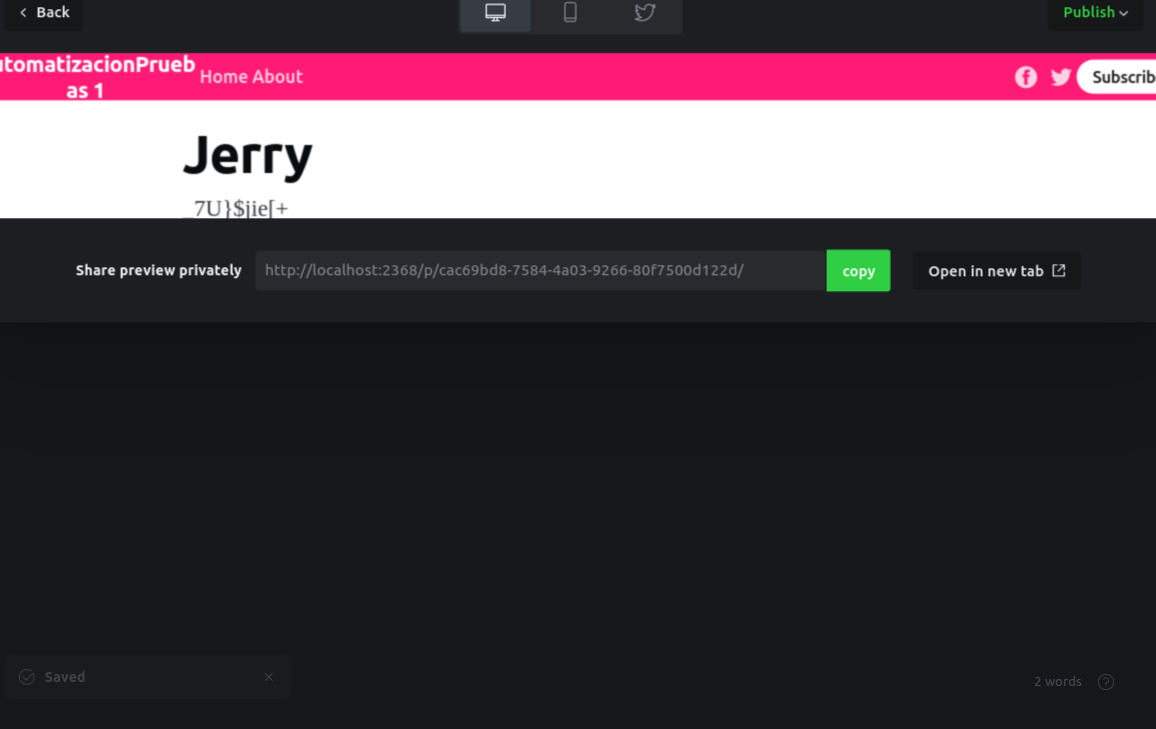 Back
Publish
utomatizacionPrueb
as 1
Home About
Subscrib
Jerry
_7U}$jie[+
Share preview privately
http://localhost:2368/p/cac69bd8-7584-4a03-9266-80f7500d122d/
copy
Open in new tab
Saved
2 words